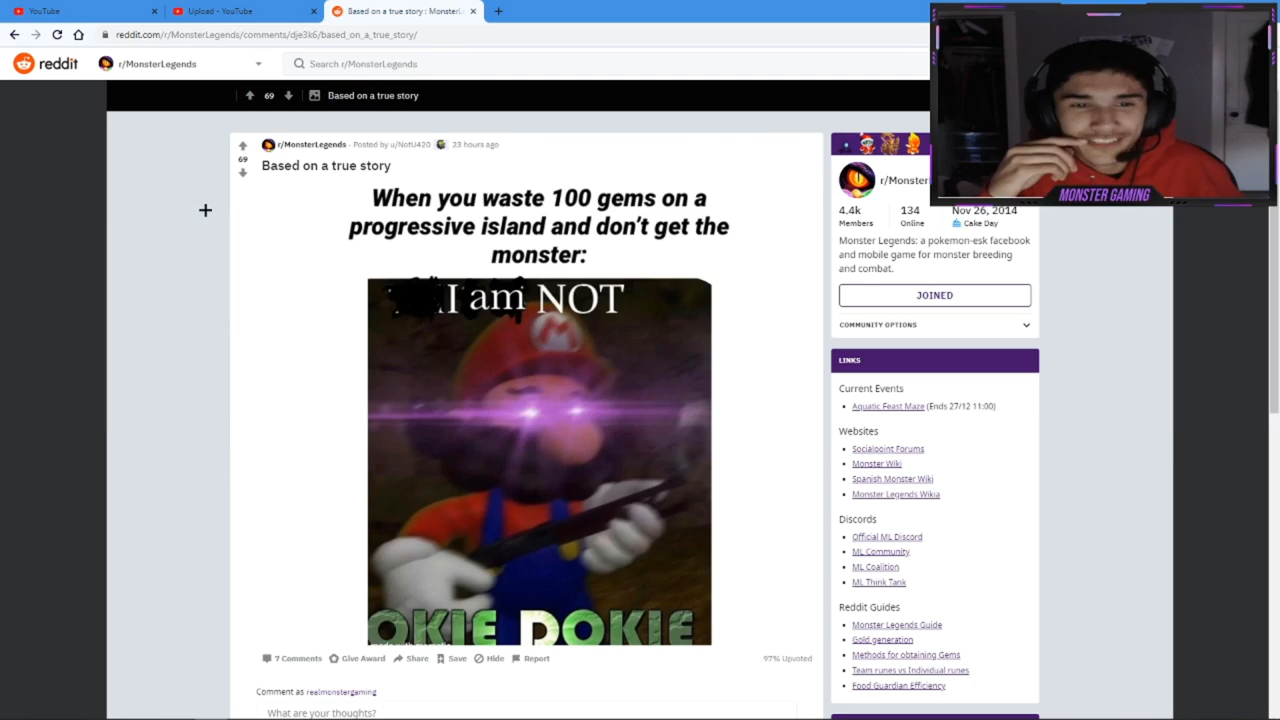 YouTube
Upload - YouTube
Based on a true story : MonsterL
reddit.com/r/MonsterLegends/comments/dje3k6/based_on_a_true_story/
reddit
r/MonsterLegends
Search r/MonsterLegends
69
Based on a true story
r/MonsterLegends · Posted by u/NotU420 23 hours ago
69
Based on a true story
When you waste 100 gems on a
progressive island and don't get the
monster:
I am NOT
OKIE DOKIE
7 Comments
Give Award
Share
Save
Hide
Report
97% Upvoted
Comment as realmonstergaming
What are your thoughts?
MONSTER GAMING
r/Monster
4.4k
134
Nov 26, 2014
Members
Online
Cake Day
Monster Legends: a pokemon-esk facebook
and mobile game for monster breeding
and combat.
JOINED
COMMUNITY OPTIONS
LINKS
Current Events
Aquatic Feast Maze (Ends 27/12 11:00)
Websites
Socialpoint Forums
Monster Wiki
Spanish Monster Wiki
Monster Legends Wikia
Discords
Official ML Discord
ML Community
ML Coalition
ML Think Tank
Reddit Guides
Monster Legends Guide
Gold generation
Methods for obtaining Gems
Team runes vs Individual runes
Food Guardian Efficiency